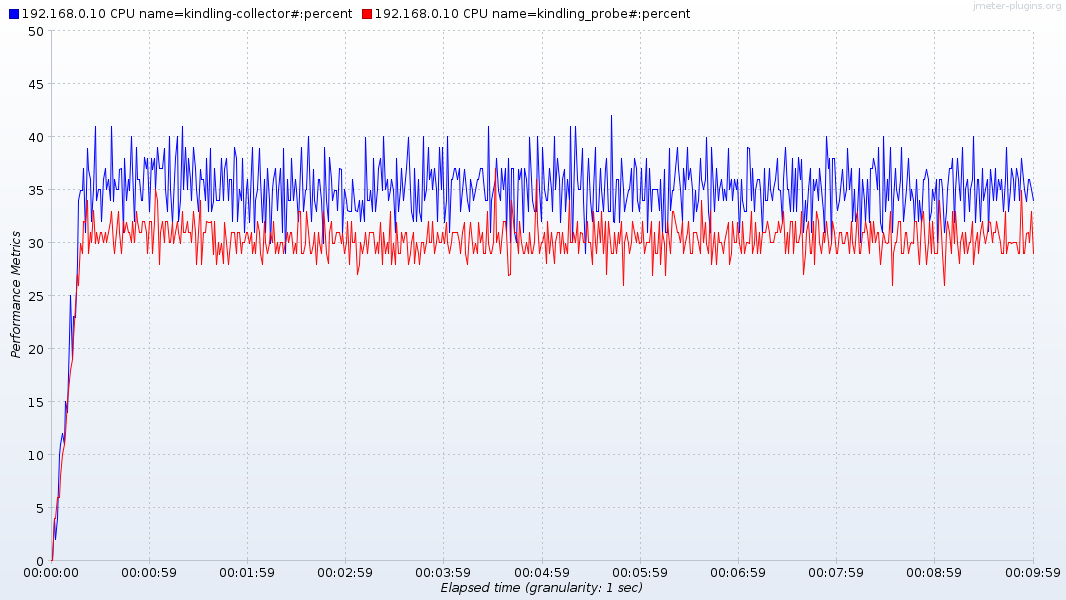 192.168.0.10 CPU name=kindling-collector#:percent 192.168.0.10 CPU name=kindling_probe#:percent
jmeter-plugins.org
50
45
40
35
30
25
20
15
10
5
0
Performance Metrics
00:00:00 00:00:59 00:01:59 00:02:59 00:03:59 00:04:59 00:05:59 00:06:59 00:07:59 00:08:59 00:09:59
Elapsed time (granularity: 1 sec)